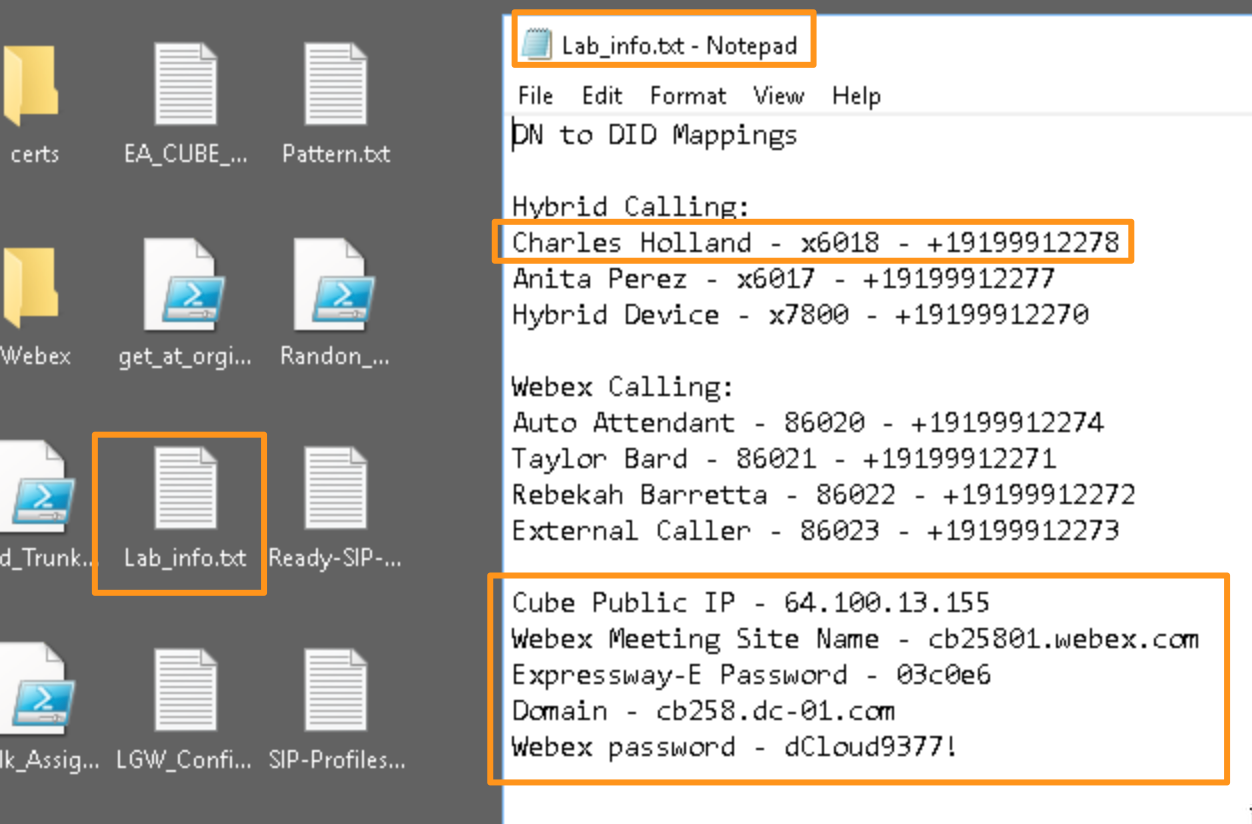 certs
EA_CUBE_...
Pattern.txt
Webex
get_at_orgi...
Randon_...
d_Trunk...
Lab_info.txt
Ready-SIP-...
lk_Assig...
LGW_Confi...
SIP-Profiles...
Lab_info.txt - Notepad
File Edit Format View Help
DN to DID Mappings
Hybrid Calling:
Charles Holland - x6018 - +19199912278
Anita Perez - x6017 - +19199912277
Hybrid Device - x7800 - +19199912270
Webex Calling:
Auto Attendant - 86020 - +19199912274
Taylor Bard - 86021 - +19199912271
Rebekah Barretta - 86022 - +19199912272
External Caller - 86023 - +19199912273
Cube Public IP - 64.100.13.155
Webex Meeting Site Name - cb25801.webex.com
Expressway-E Password - 03c0e6
Domain - cb258.dc-01.com
Webex password - dCloud9377!